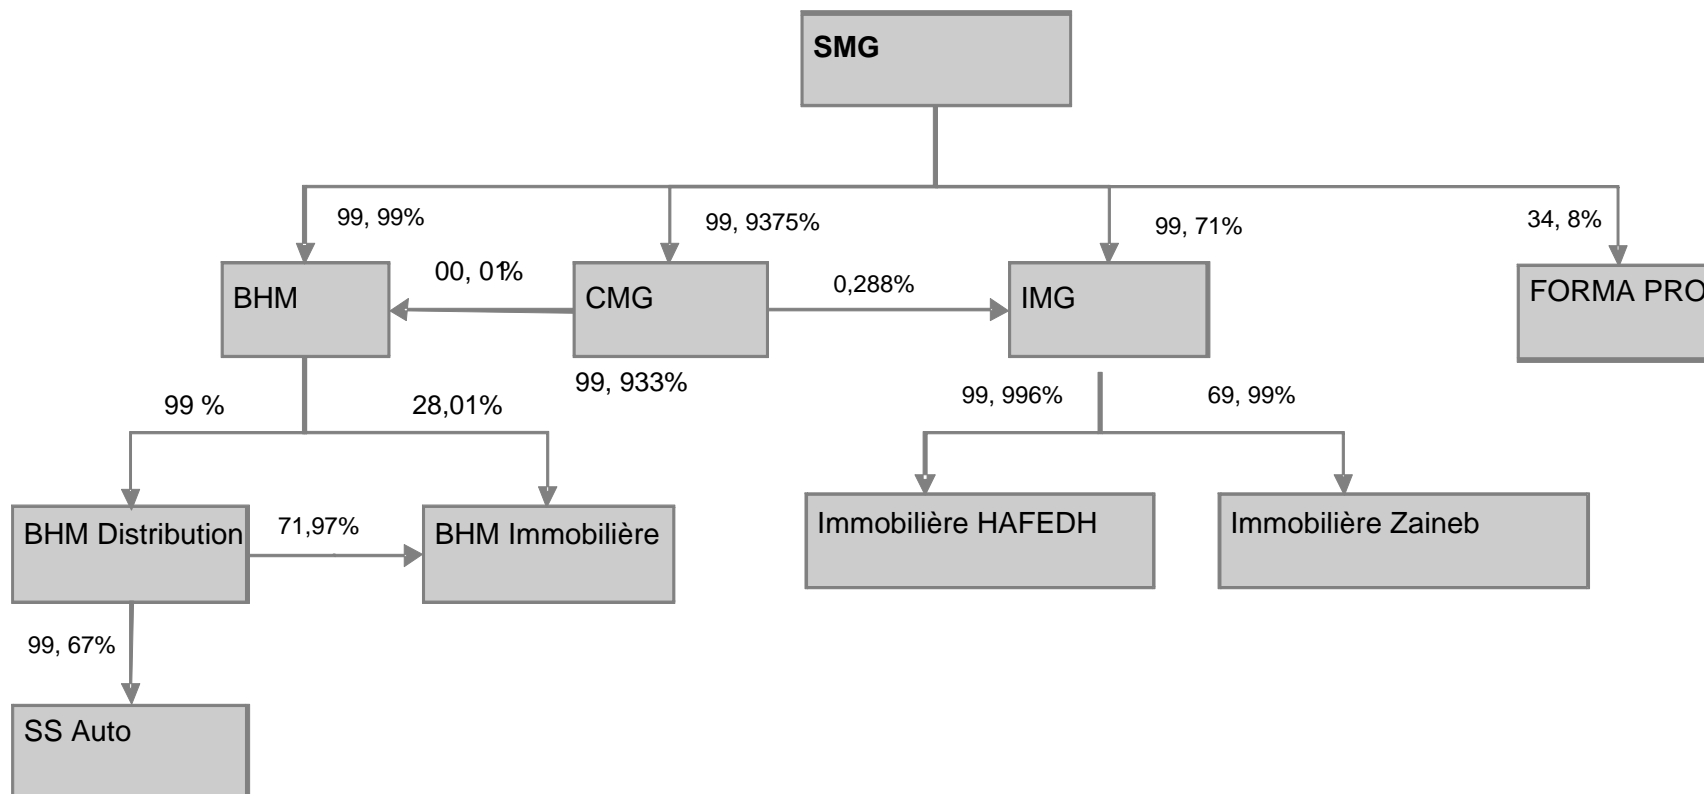 SMG
99, 99%
99, 9375%
99, 71%
34, 8%
BHM
00, 01%
CMG
0,288%
IMG
FORMA PRO
99 %
28,01%
99, 933%
99, 996%
69, 99%
BHM Distribution
71,97%
BHM Immobilière
Immobilière HAFEDH
Immobilière Zaineb
99, 67%
SS Auto